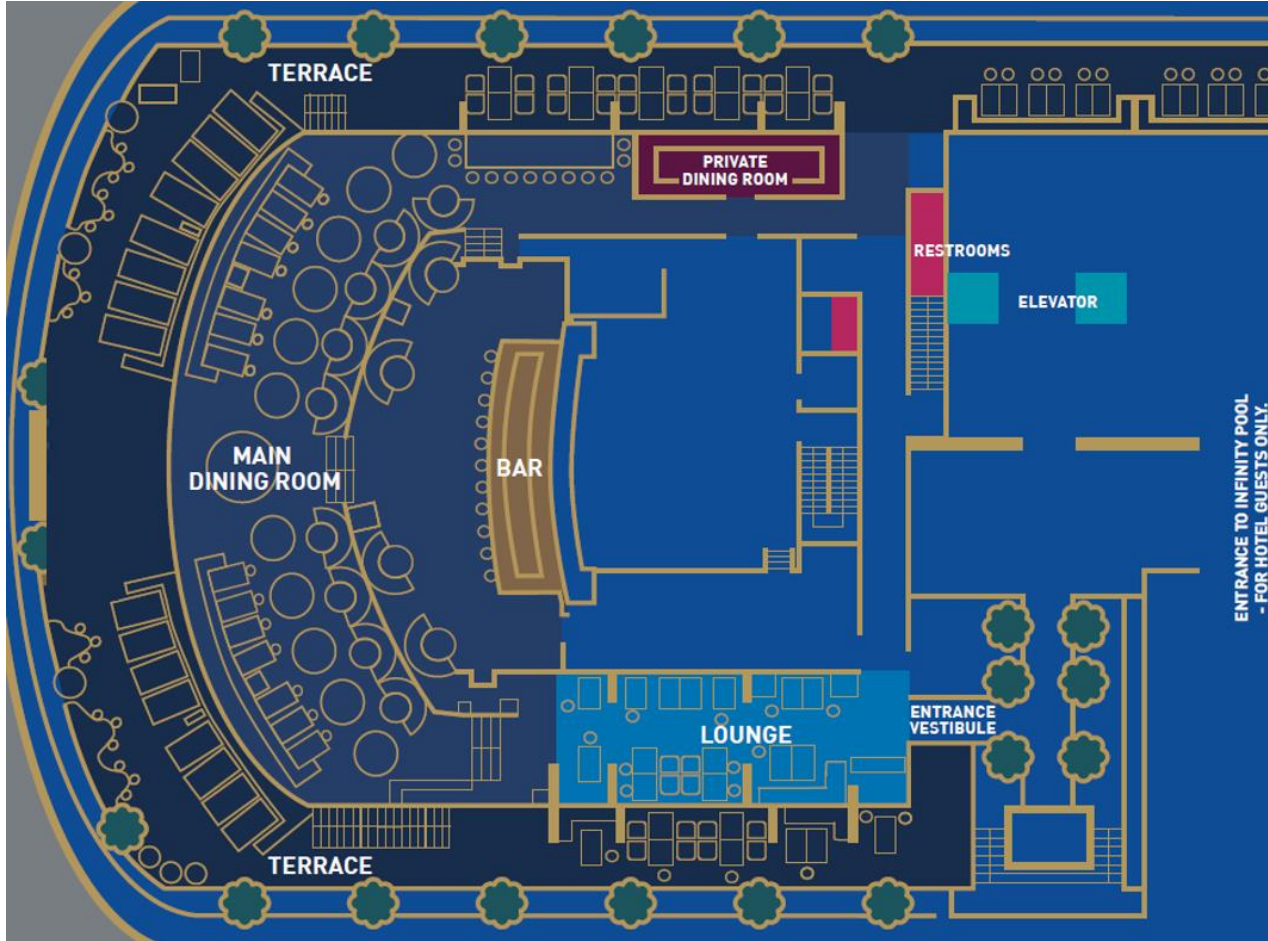 TERRACE
PRIVATE
DINING ROOM
RESTROOMS
ELEVATOR
MAIN
DINING ROOM
BAR
ENTRANCE TO INFINITY POOL
- FOR HOTEL GUESTS ONLY.
LOUNGE
ENTRANCE
VESTIBULE
TERRACE